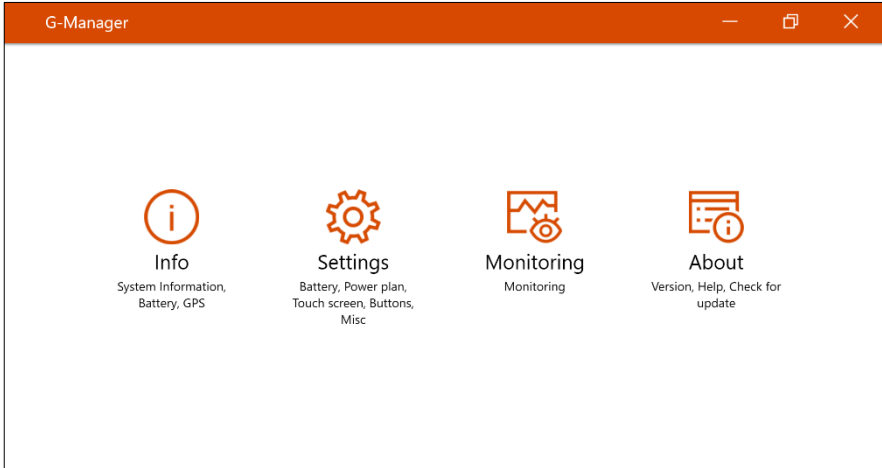 G-Manager
Info
System Information,
Battery, GPS
Settings
Battery, Power plan,
Touch screen, Buttons,
Misc
Monitoring
Monitoring
About
Version, Help, Check for
update